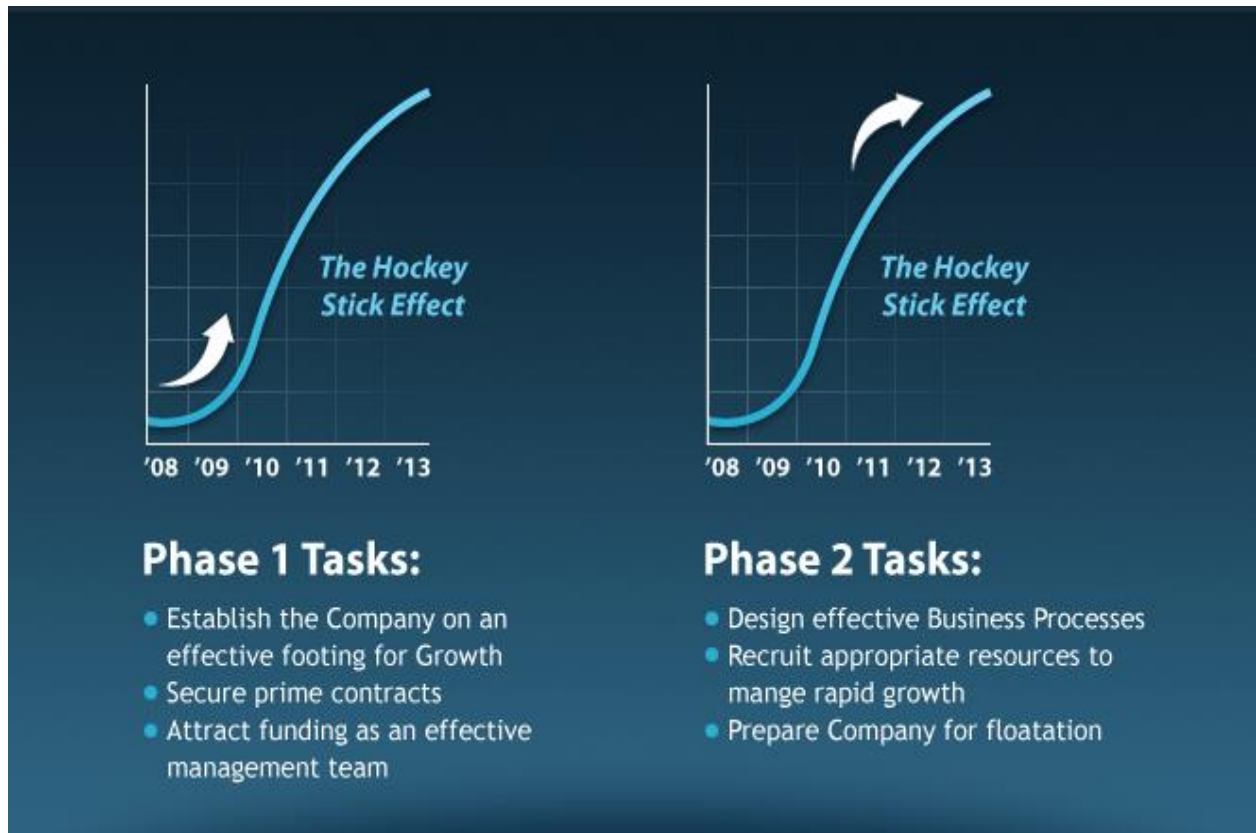 The Hockey
Stick Effect
'08 '09 '10 '11 '12 '13
Phase 1 Tasks:
Establish the Company on an
effective footing for Growth
Secure prime contracts
Attract funding as an effective
management team
The Hockey
Stick Effect
'08 '09 '10 '11 '12 '13
Phase 2 Tasks:
Design effective Business Processes
Recruit appropriate resources to
mange rapid growth
Prepare Company for floatation